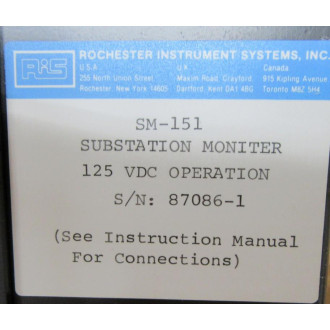 RiS
ROCHESTER INSTRUMENT SYSTEMS, INC.
U.S.A. U.K. Canada
255 North Union Street Maxim Road, Crayford 915 Kipling Avenue
Rochester New York 14605 Dartford, Kent DA1 4BG Toronto M8Z 5H4
SM-151
SUBSTATION MONITER
125 VDC OPERATION
S/N: 87086-1
(See Instruction Manual
For Connections)